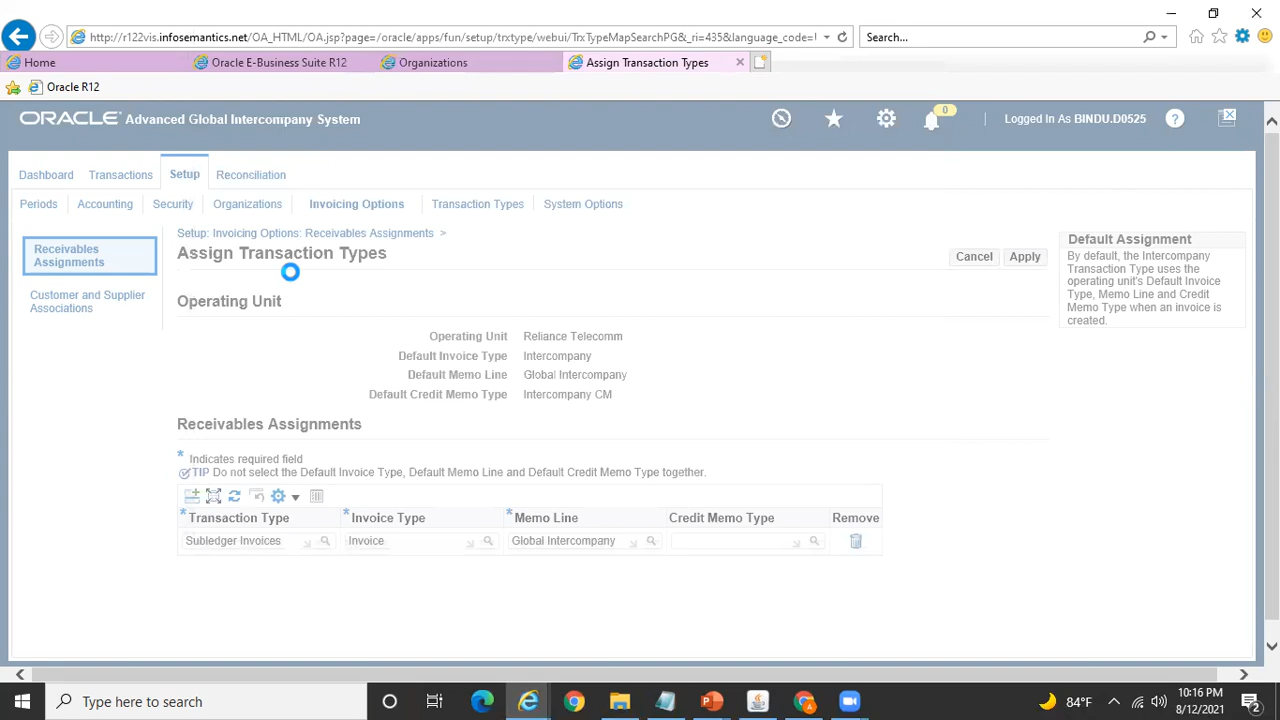 http://r122vis.infosemantics.net/OA_HTML/OA.jsp?page=/oracle/apps/fun/setup/trxtype/webui/TrxTypeMapSearchPG&_ri=435&language_code=
Search...
Home
Oracle E-Business Suite R12
Organizations
Assign Transaction Types
Oracle R12
ORACLE Advanced Global Intercompany System
0
Logged In As BINDU.D0525
Dashboard
Transactions
Setup
Reconciliation
Periods
Accounting
Security
Organizations
Invoicing Options
Transaction Types
System Options
Receivables
Assignments
Customer and Supplier
Associations
Setup: Invoicing Options: Receivables Assignments >
Assign Transaction Types
Cancel
Apply
Default Assignment
By default, the Intercompany
Transaction Type uses the
operating unit's Default Invoice
Type, Memo Line and Credit
Memo Type when an invoice is
created.
Operating Unit
Operating Unit Reliance Telecomm
Default Invoice Type Intercompany
Default Memo Line Global Intercompany
Default Credit Memo Type Intercompany CM
Receivables Assignments
* Indicates required field
TIP Do not select the Default Invoice Type, Default Memo Line and Default Credit Memo Type together.
* Transaction Type * Invoice Type * Memo Line Credit Memo Type Remove
Subledger Invoices Invoice Global Intercompany
Type here to search
84°F
10:16 PM
8/12/2021
2